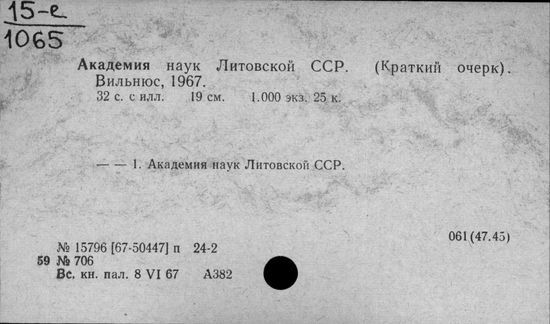 15-е
1065
Академия наук Литовской ССР. (Краткий очерк).
Вильнюс, 1967.
32 с. с илл. 19 см. 1.000 экз. 25 к.
— — 1. Академия наук Литовской ССР.
061(47.45)
№ 15796 [67-50447] п 24-2
59 № 706
Вс. кн. пал. 8 VI 67 А382